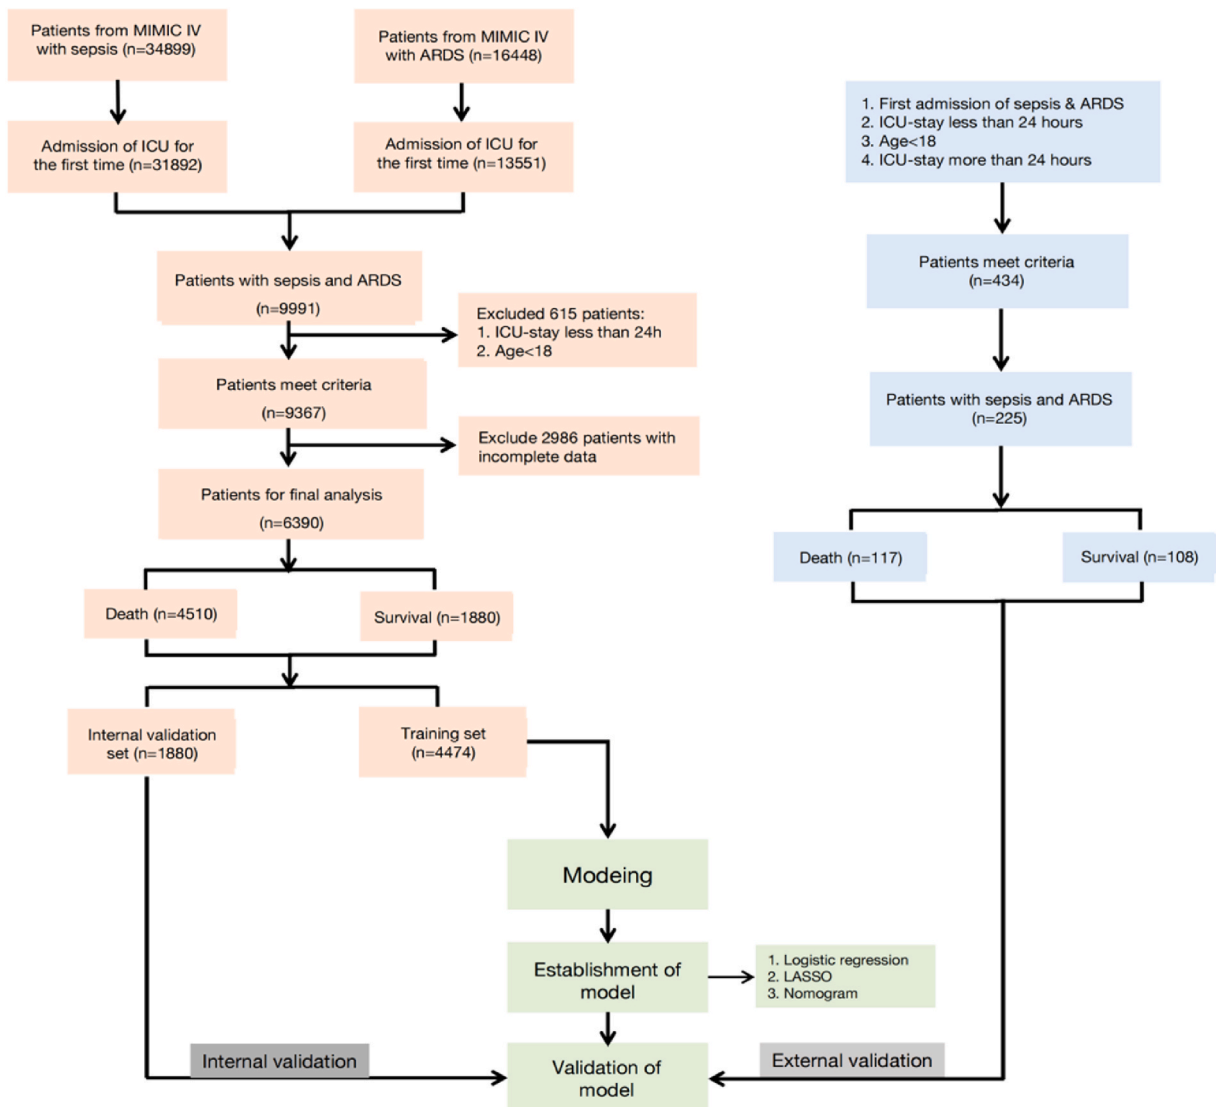 Patients from MIMIC IV
with sepsis (n=34899)
Patients from MIMIC IV
with ARDS (n=16448)
Admission of ICU for
the first time (n=31892)
Admission of ICU for
the first time (n=13551)
Patients with sepsis and ARDS
(n=9991)
Excluded 615 patients:
1. ICU-stay less than 24h
2. Age<18
Patients meet criteria
(n=9367)
Exclude 2986 patients with
incomplete data
Patients for final analysis
(n=6390)
Death (n=4510)
Survival (n=1880)
Internal validation
set (n=1880)
Training set
(n=4474)
1. First admission of sepsis & ARDS
2. ICU-stay less than 24 hours
3. Age<18
4. ICU-stay more than 24 hours
Patients meet criteria
(n=434)
Patients with sepsis and ARDS
(n=225)
Death (n=117)
Survival (n=108)
Modeing
Establishment of
model
1. Logistic regression
2. LASSO
3. Nomogram
Internal validation
Validation of
model
External validation